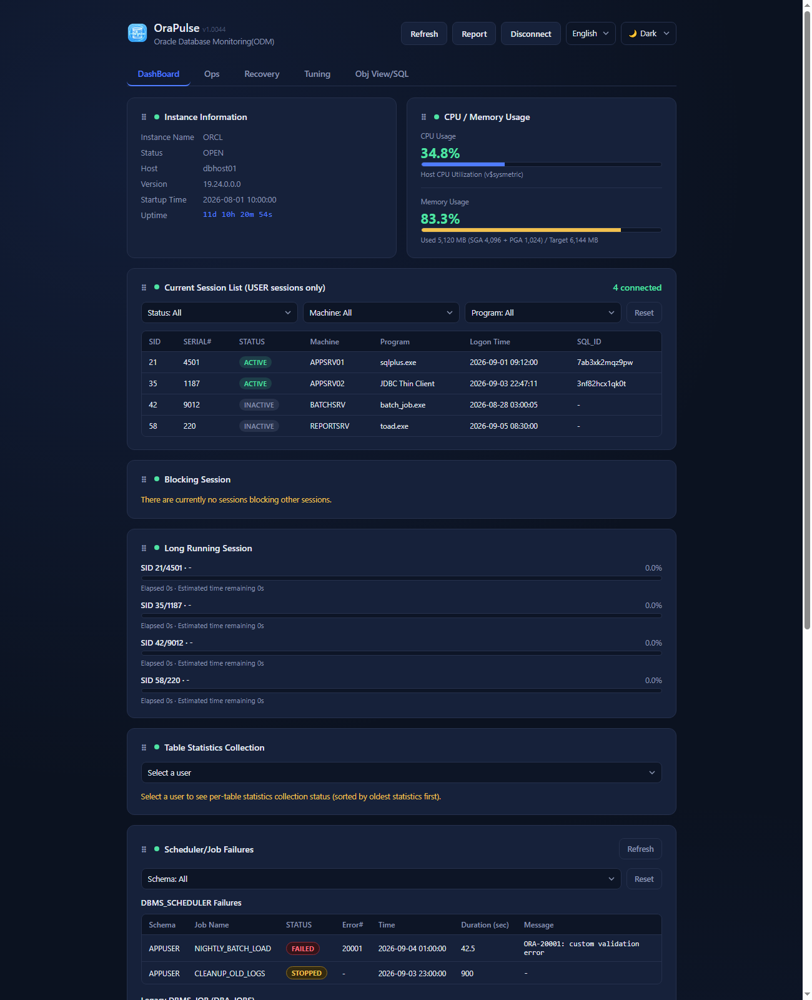 OraPulse v1.0044
Oracle Database Monitoring(ODM)
Refresh
Report
Disconnect
English
Dark
DashBoard
Ops
Recovery
Tuning
Obj View/SQL
Instance Information
Instance Name ORCL
Status OPEN
Host dbhost01
Version 19.24.0.0.0
Startup Time 2026-08-01 10:00:00
Uptime 11d 10h 20m 54s
CPU / Memory Usage
CPU Usage
34.8%
Host CPU Utilization (v$sysmetric)
Memory Usage
83.3%
Used 5,120 MB (SGA 4,096 + PGA 1,024) / Target 6,144 MB
Current Session List (USER sessions only)
4 connected
Status: All
Machine: All
Program: All
Reset
SID SERIAL# STATUS Machine Program Logon Time SQL_ID
21 4501 ACTIVE APPSRV01 sqlplus.exe 2026-09-01 09:12:00 7ab3xk2mqz9pw
35 1187 ACTIVE APPSRV02 JDBC Thin Client 2026-09-03 22:47:11 3nf82hcx1qk0t
42 9012 INACTIVE BATCHSRV batch_job.exe 2026-08-28 03:00:05 -
58 220 INACTIVE REPORTSRV toad.exe 2026-09-05 08:30:00 -
Blocking Session
There are currently no sessions blocking other sessions.
Long Running Session
SID 21/4501 · - 0.0%
Elapsed 0s · Estimated time remaining 0s
SID 35/1187 · - 0.0%
Elapsed 0s · Estimated time remaining 0s
SID 42/9012 · - 0.0%
Elapsed 0s · Estimated time remaining 0s
SID 58/220 · - 0.0%
Elapsed 0s · Estimated time remaining 0s
Table Statistics Collection
Select a user
Select a user to see per-table statistics collection status (sorted by oldest statistics first).
Scheduler/Job Failures
Refresh
Schema: All
Reset
DBMS_SCHEDULER Failures
Schema Job Name STATUS Error# Time Duration (sec) Message
APPUSER NIGHTLY_BATCH_LOAD FAILED 20001 2026-09-04 01:00:00 42.5 ORA-20001: custom validation
error
APPUSER CLEANUP_OLD_LOGS STOPPED - 2026-09-03 23:00:00 900 -
Legacy DBMS_JOB (DBA_JOBS)